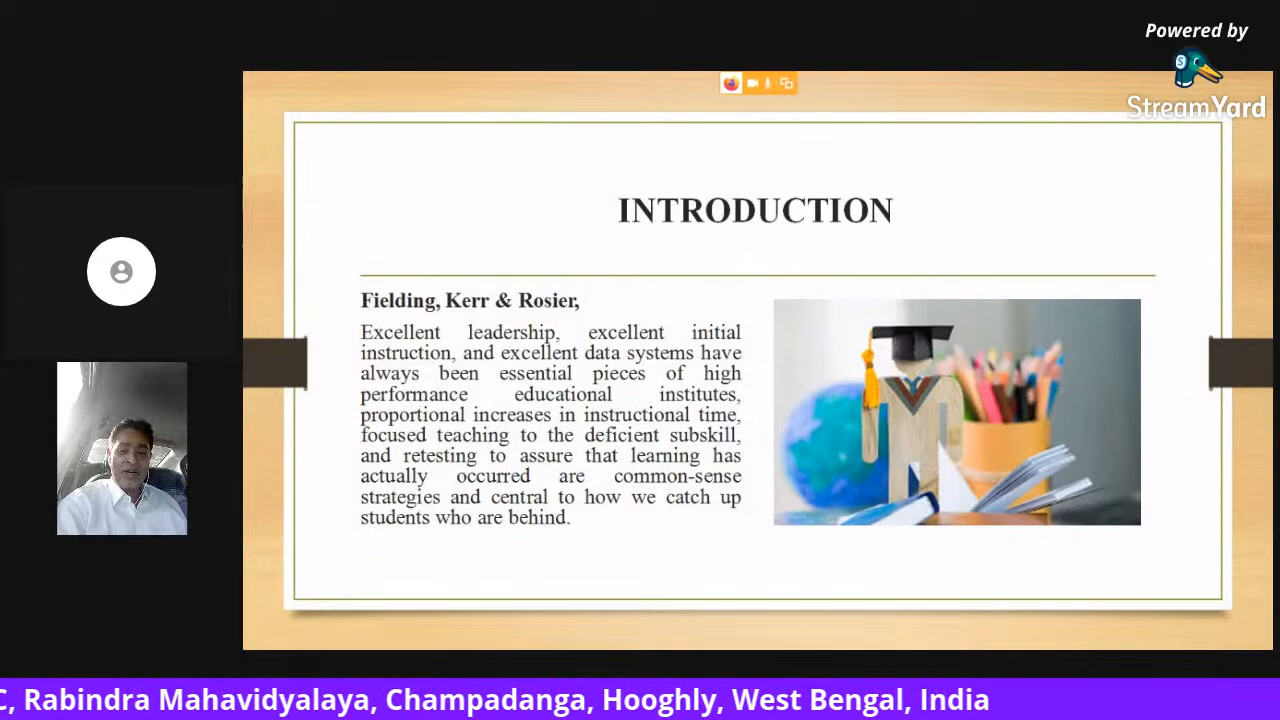 Powered by
StreamYard
INTRODUCTION
Fielding, Kerr & Rosier,
Excellent leadership, excellent initial
instruction, and excellent data systems have
always been essential pieces of high
performance educational institutes,
proportional increases in instructional time,
focused teaching to the deficient subskill,
and retesting to assure that learning has
actually occurred are common-sense
strategies and central to how we catch up
students who are behind.
C, Rabindra Mahavidyalaya, Champadanga, Hooghly, West Bengal, India